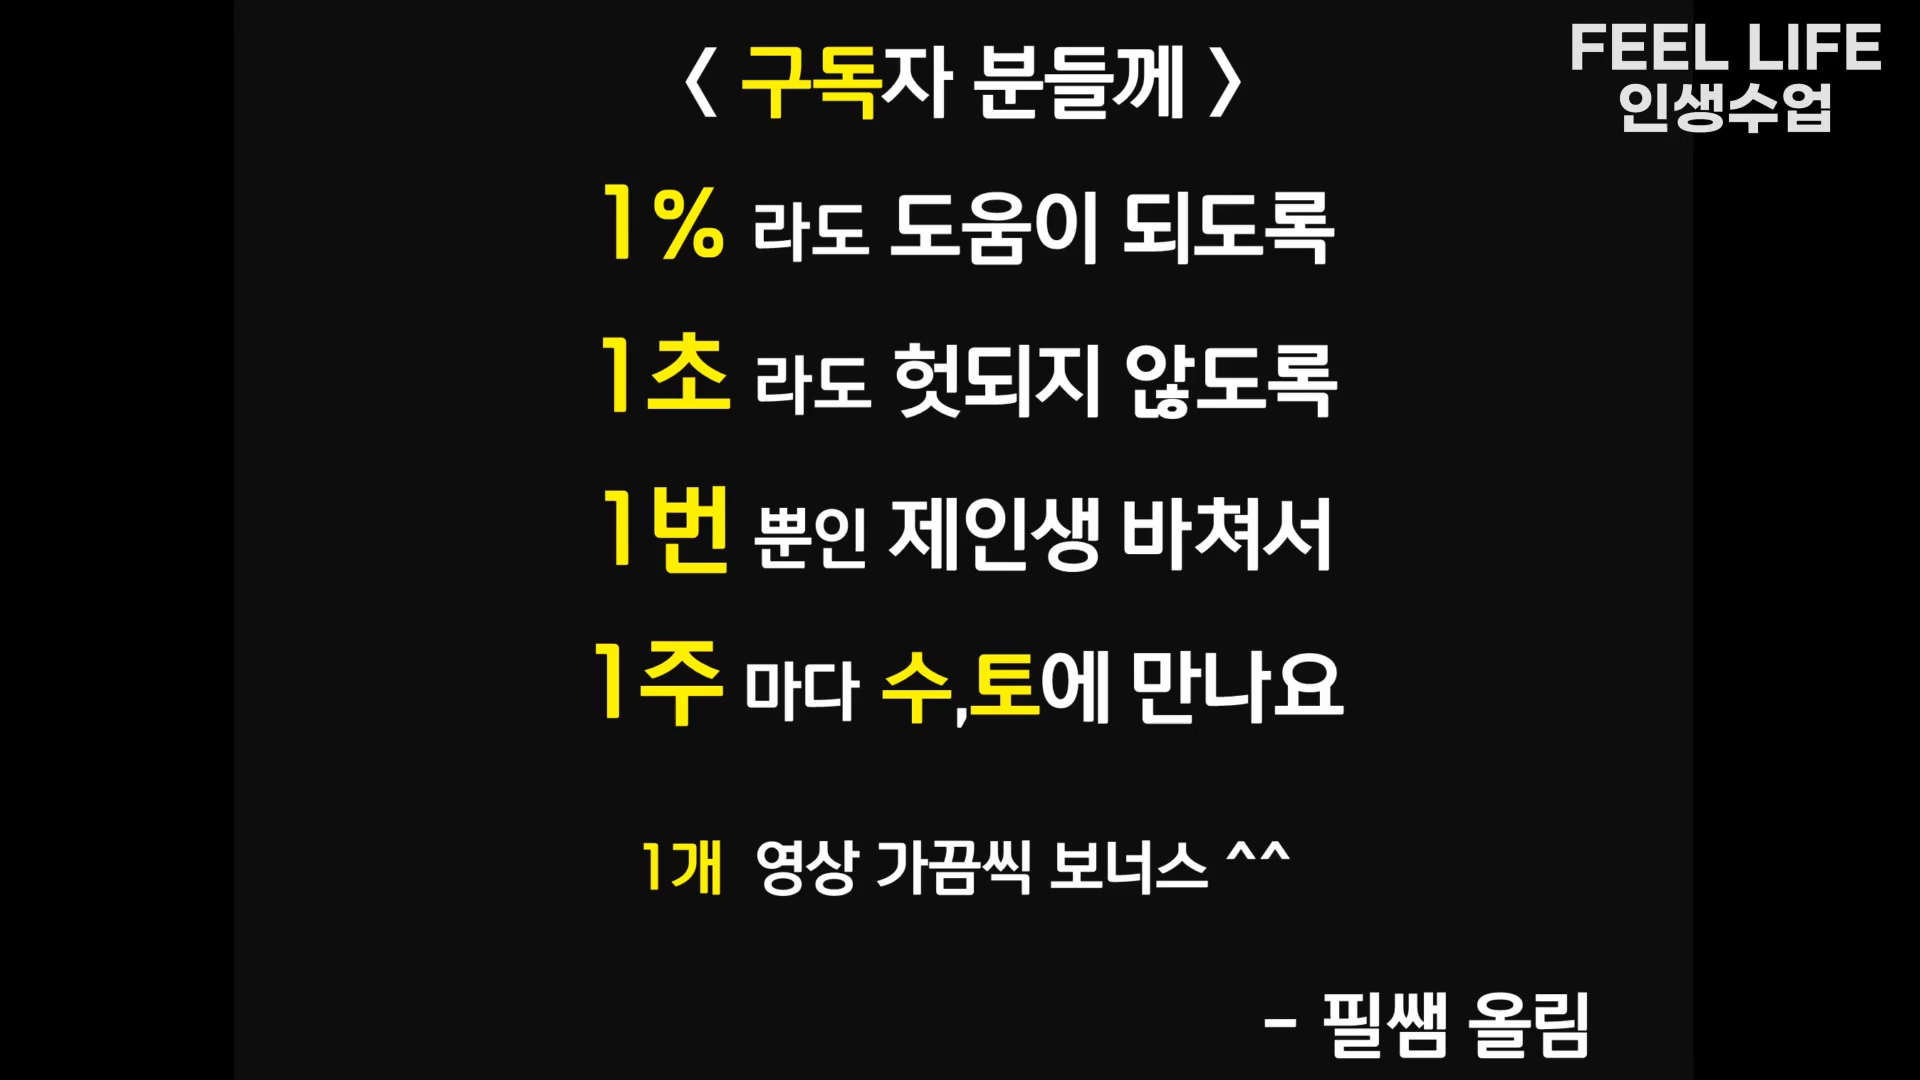 < 구독자 분들께 >
FEEL LIFE
인생수업
1% 라도 도움이 되도록
1초 라도 헛되지 않도록
1번 뿐인 제인생 바쳐서
1주 마다 수,토에 만나요
1개 영상 가끔씩 보너스 ^^
- 필쌤 올림